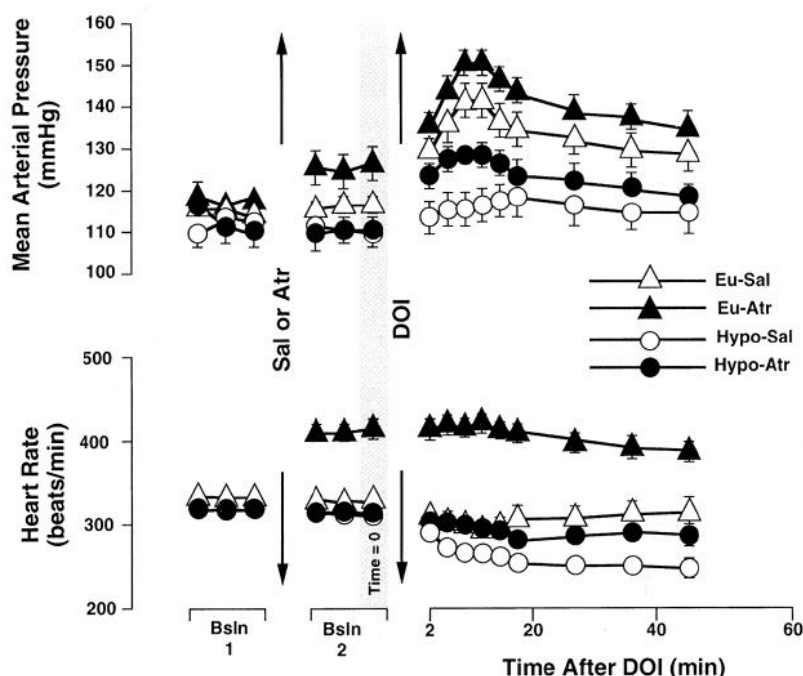 160
150
140
130
120
110
100
Mean Arterial Pressure
(mmHg)
Sal or Atr
DOI
Eu-Sal
Eu-Atr
Hypo-Sal
Hypo-Atr
500
400
300
200
Heart Rate
(beats/min)
Time = 0
Bsln
1
Bsln
2
2
20
40
60
Time After DOI (min)